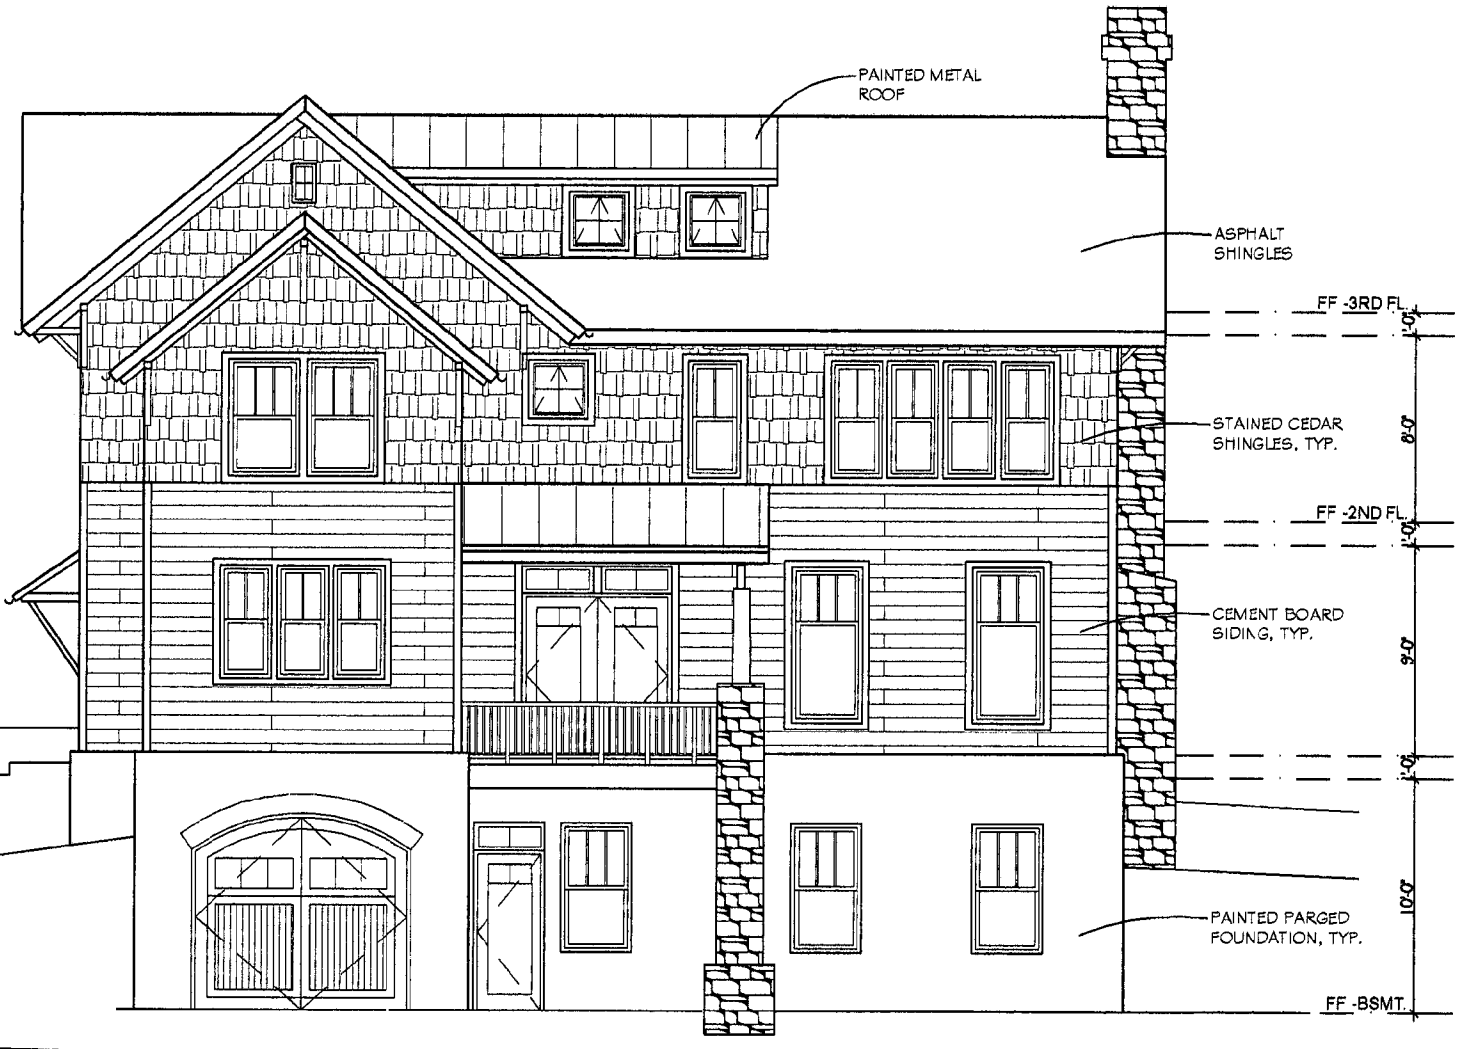 PAINTED METAL
ROOF
ASPHALT
SHINGLES
FF -3RD FL.
1'-0"
8'-0"
STAINED CEDAR
SHINGLES, TYP.
FF -2ND FL.
1'-0"
CEMENT BOARD
SIDING, TYP.
9'-0"
1'-0"
10'-0"
PAINTED PARGED
FOUNDATION, TYP.
FF -BSMT.